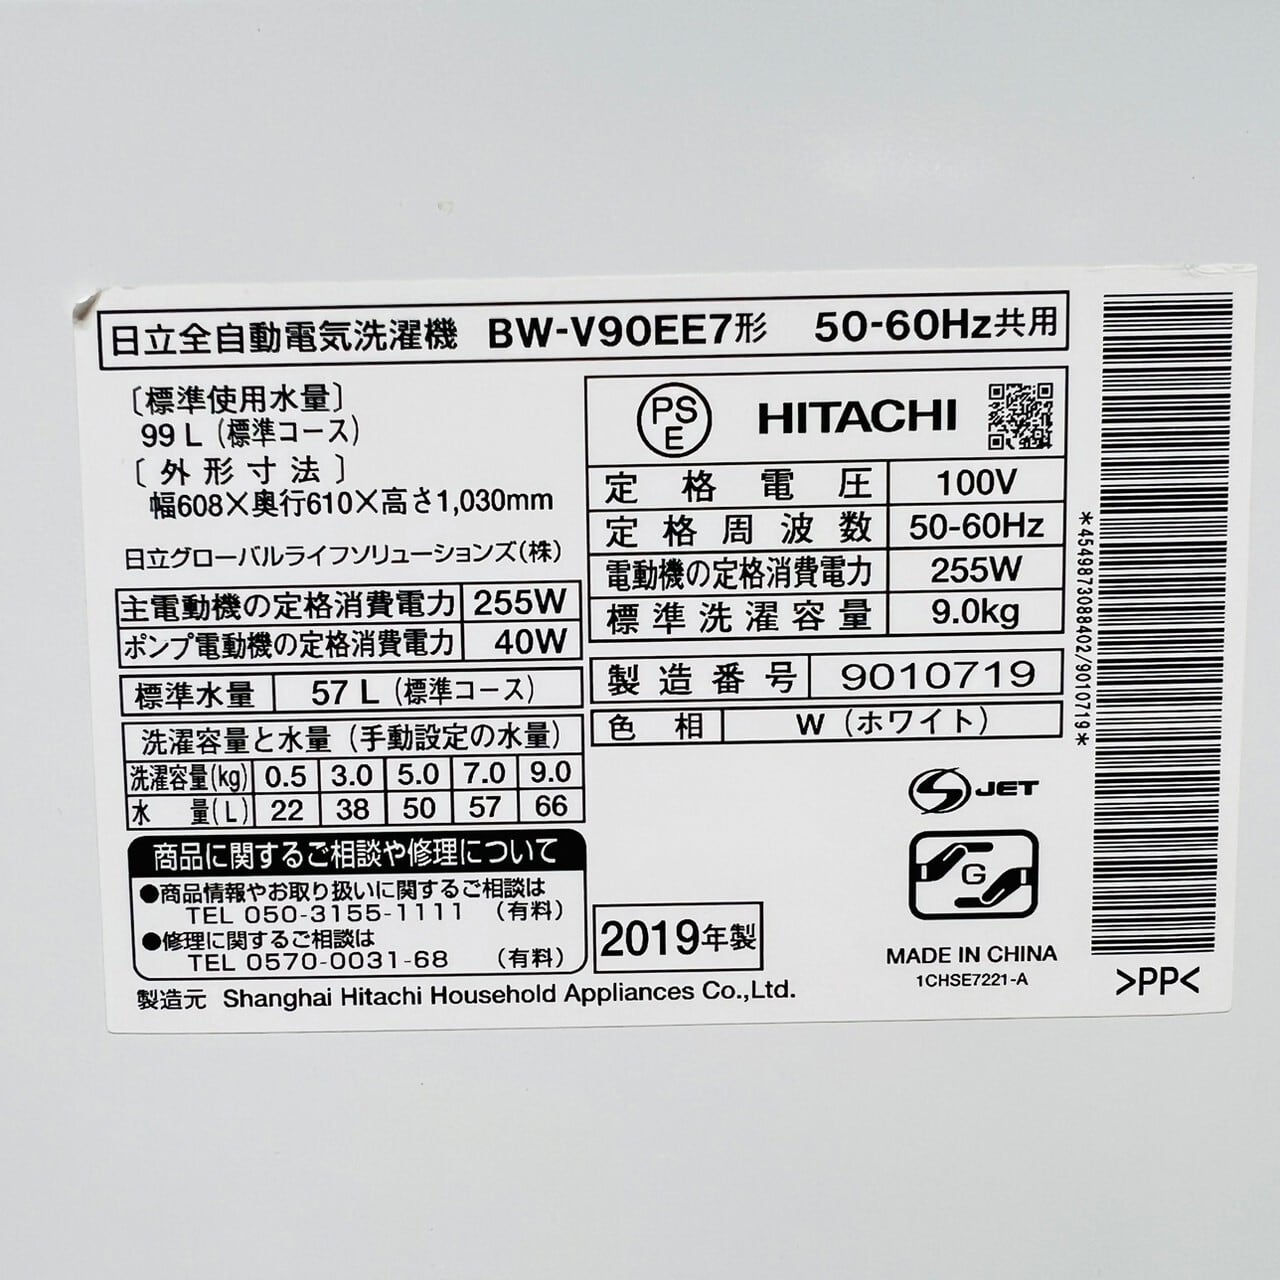 日立全自動電気洗濯機 BW-V90EE7形 50-60Hz共用
〔標準使用水量〕
99 L (標準コース)
〔外形寸法〕
幅608×奥行610×高さ1,030mm
日立グローバルライフソリューションズ(株)
主電動機の定格消費電力 255W
ポンプ電動機の定格消費電力 40W
標準水量 57 L (標準コース)
洗濯容量と水量 (手動設定の水量)
洗濯容量(kg) 0.5 3.0 5.0 7.0 9.0
水 量(L) 22 38 50 57 66
商品に関するご相談や修理について
●商品情報やお取り扱いに関するご相談は
TEL 050-3155-1111 (有料)
●修理に関するご相談は
TEL 0570-0031-68 (有料)
製造元 Shanghai Hitachi Household Appliances Co.,Ltd.
PS
E
HITACHI
定格電圧 100V
定格周波数 50-60Hz
電動機の定格消費電力 255W
標準洗濯容量 9.0kg
製造番号 9010719
色相 W (ホワイト)
S JET
G
2019年製
MADE IN CHINA
1CHSE7221-A
*4549873088402/9010719*
>PP<